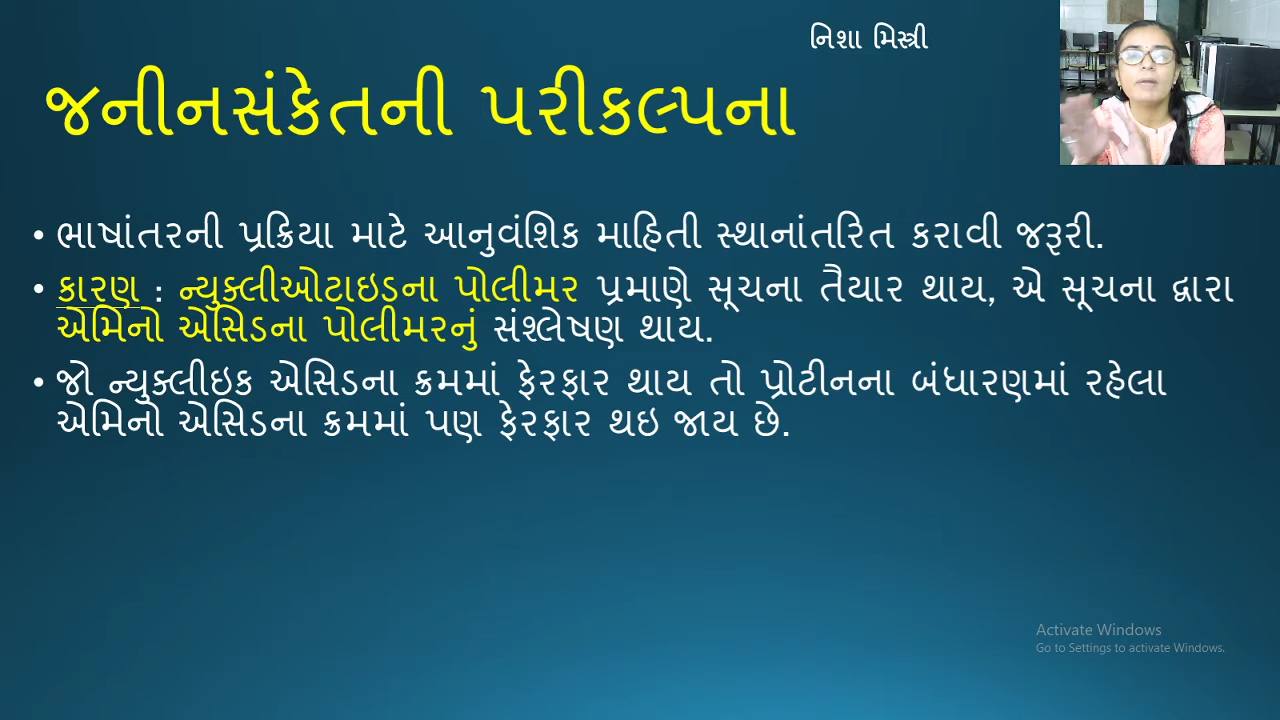 નિશા મિસ્ત્રી
જનીનસંકેતની પરીકલ્પના
• ભાષાંતરની પ્રક્રિયા માટે આનુવંશિક માહિતી સ્થાનાંતરિત કરાવી જરૂરી.
• કારણ : ન્યુક્લીઓટાઇડના પોલીમર પ્રમાણે સૂચના તૈયાર થાય, એ સૂચના દ્વારા
એમિનો એસિડના પોલીમરનું સંશ્લેષણ થાય.
• જો ન્યુક્લીઇક એસિડના ક્રમમાં ફેરફાર થાય તો પ્રોટીનના બંધારણમાં રહેલા
એમિનો એસિડના ક્રમમાં પણ ફેરફાર થઇ જાય છે.
Activate Windows
Go to Settings to activate Windows.